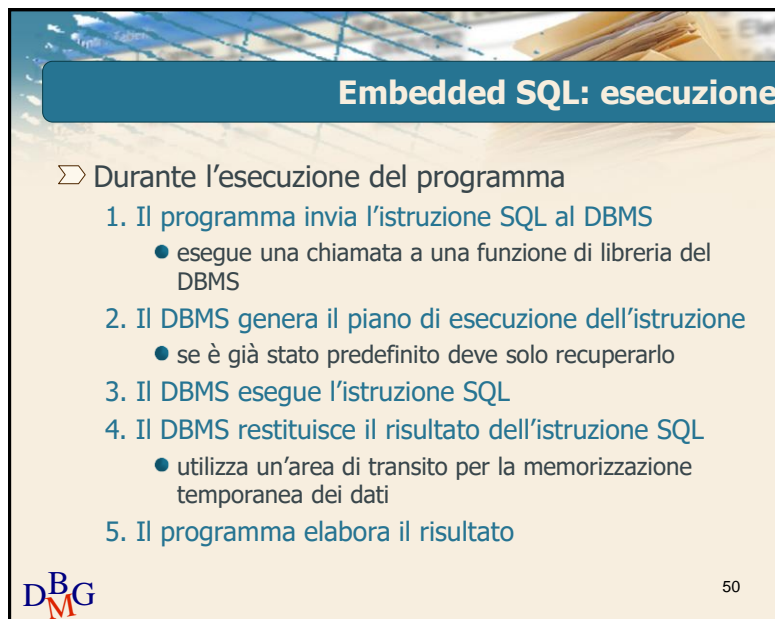 Embedded SQL: esecuzione
Durante l'esecuzione del programma
1. Il programma invia l'istruzione SQL al DBMS
esegue una chiamata a una funzione di libreria del
DBMS
2. Il DBMS genera il piano di esecuzione dell'istruzione
se è già stato predefinito deve solo recuperarlo
3. Il DBMS esegue l'istruzione SQL
4. Il DBMS restituisce il risultato dell'istruzione SQL
utilizza un'area di transito per la memorizzazione
temporanea dei dati
5. Il programma elabora il risultato
DBMG
50